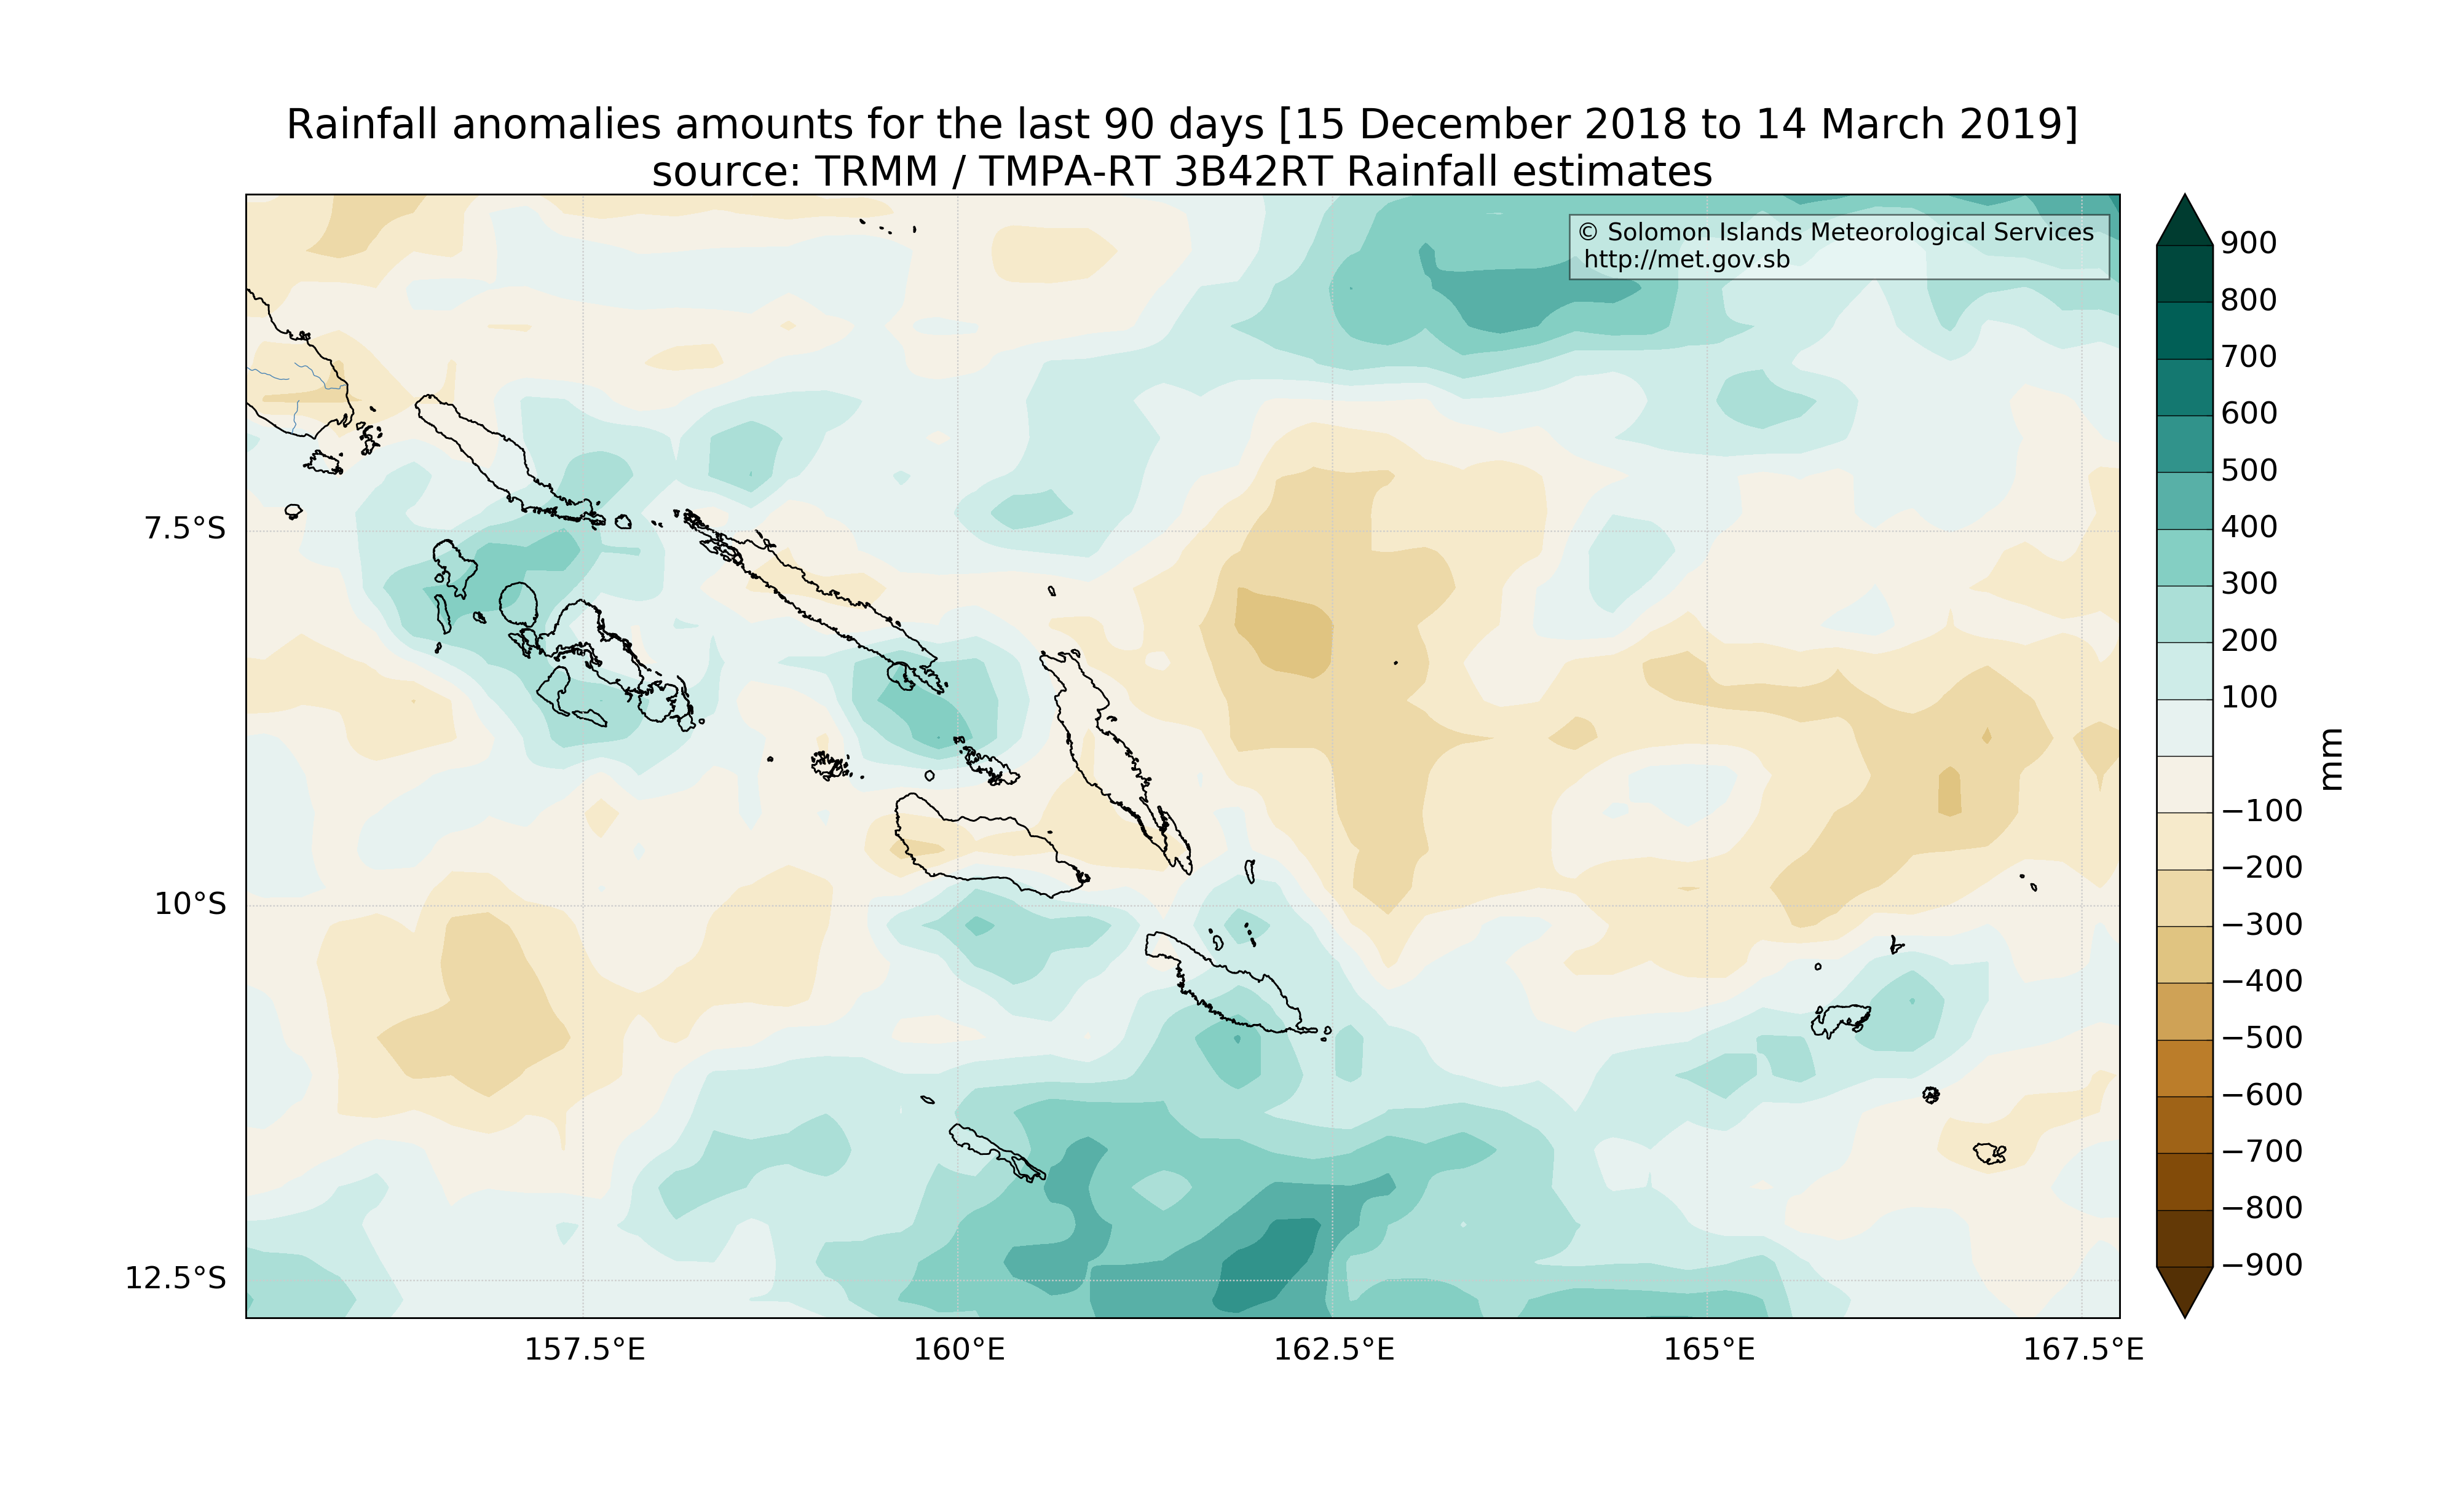 Rainfall anomalies amounts for the last 90 days [15 December 2018 to 14 March 2019]
source: TRMM / TMPA-RT 3B42RT Rainfall estimates
© Solomon Islands Meteorological Services
http://met.gov.sb
7.5°S
10°S
12.5°S
157.5°E
160°E
162.5°E
165°E
167.5°E
900
800
700
600
500
400
300
200
100
−100
−200
−300
−400
−500
−600
−700
−800
−900
mm